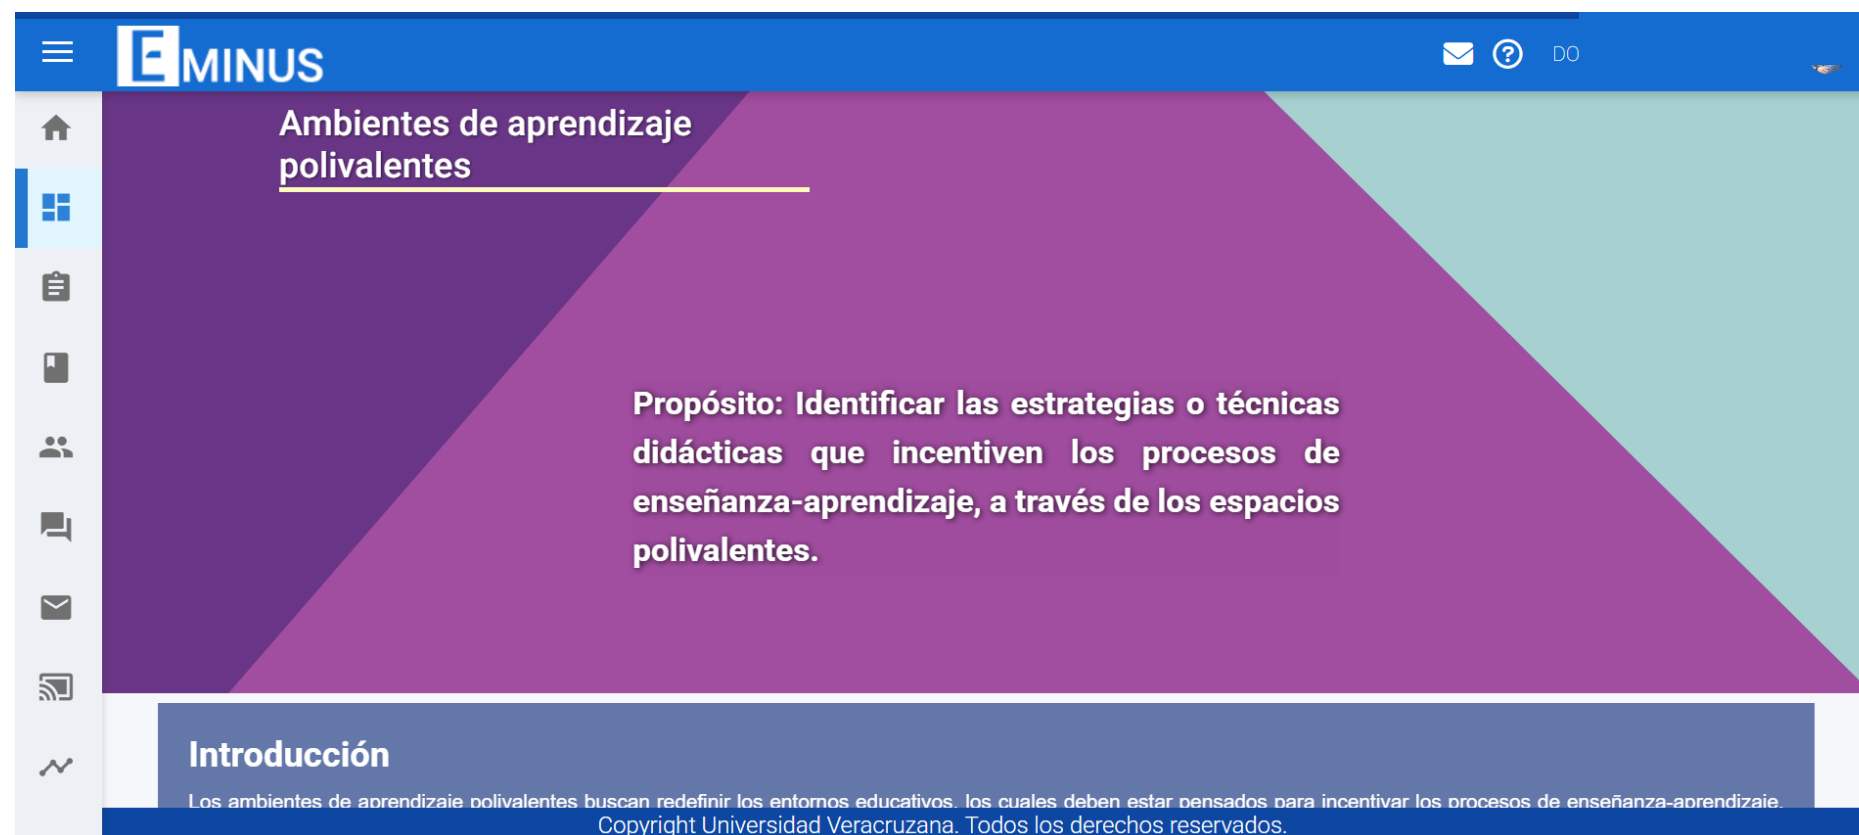 EMINUS
DO
Ambientes de aprendizaje
polivalentes
Propósito: Identificar las estrategias o técnicas
didácticas que incentiven los procesos de
enseñanza-aprendizaje, a través de los espacios
polivalentes.
Introducción
Los ambientes de aprendizaje polivalentes buscan redefinir los entornos educativos, los cuales deben estar pensados para incentivar los procesos de enseñanza-aprendizaje,
Copyright Universidad Veracruzana. Todos los derechos reservados.